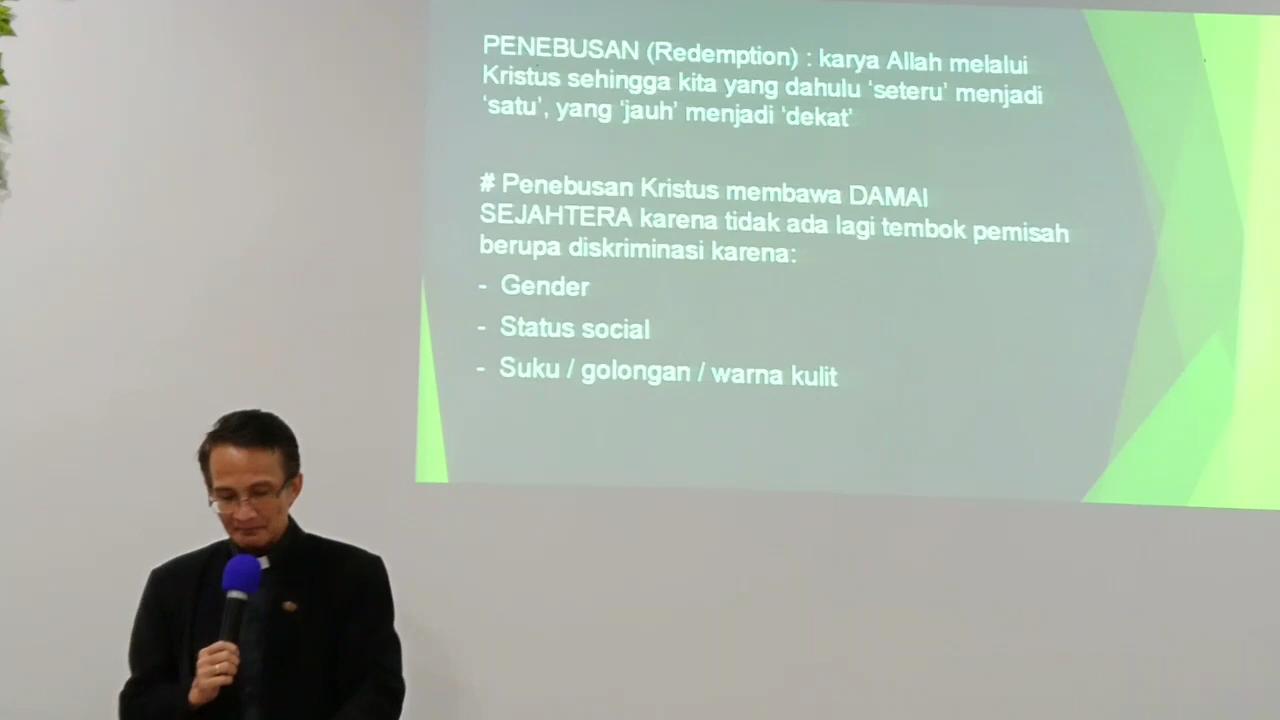 PENEBUSAN (Redemption) : karya Allah melalui
Kristus sehingga kita yang dahulu ‘seteru’ menjadi
‘satu’, yang ‘jauh’ menjadi ‘dekat’
# Penebusan Kristus membawa DAMAI
SEJAHTERA karena tidak ada lagi tembok pemisah
berupa diskriminasi karena:
- Gender
- Status social
- Suku / golongan / warna kulit